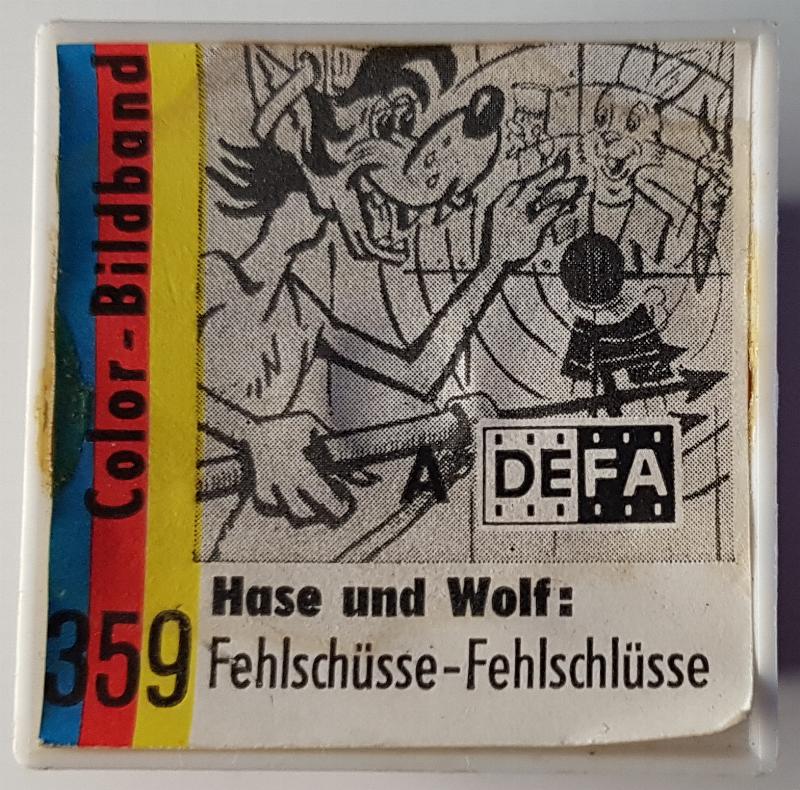 Color-Bildband
A DEFA
359
Hase und Wolf:
Fehlschüsse-Fehlschlüsse